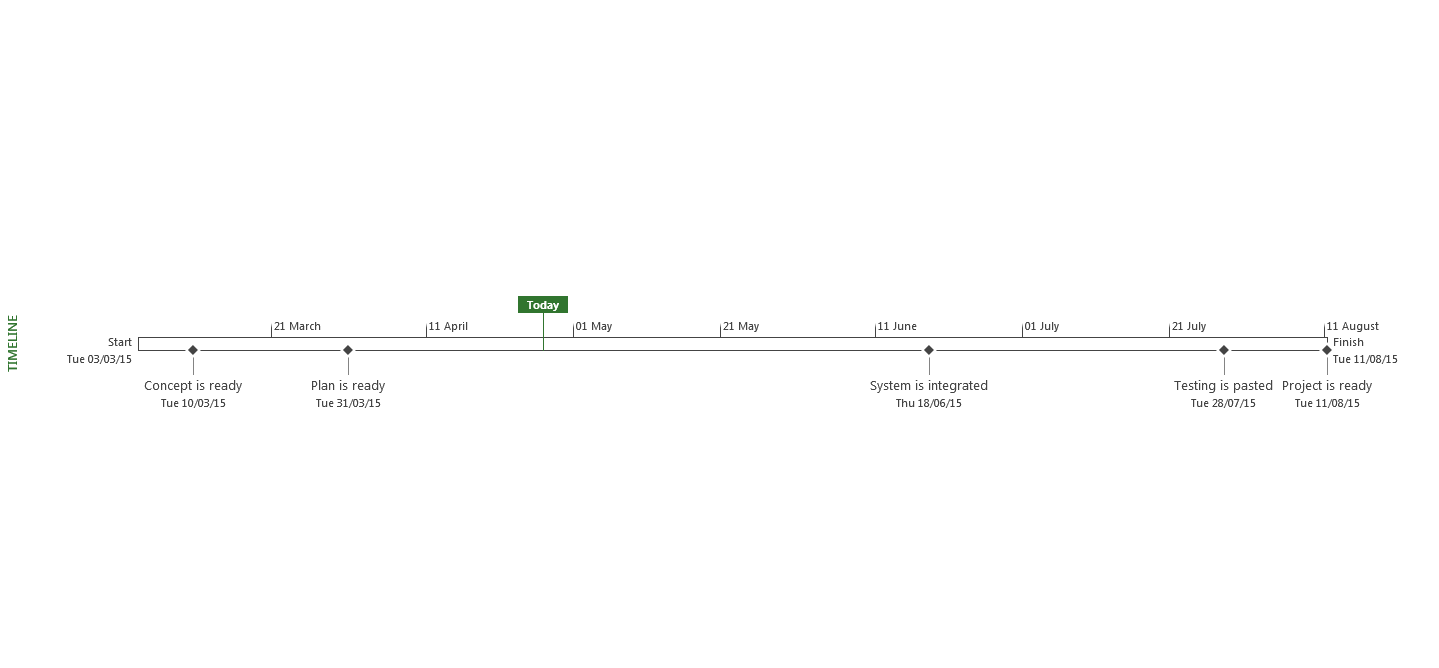 TIMELINE
Today
21 March
11 April
01 May
21 May
11 June
01 July
21 July
11 August
Start
Tue 03/03/15
Finish
Tue 11/08/15
Concept is ready
Tue 10/03/15
Plan is ready
Tue 31/03/15
System is integrated
Thu 18/06/15
Testing is pasted
Tue 28/07/15
Project is ready
Tue 11/08/15